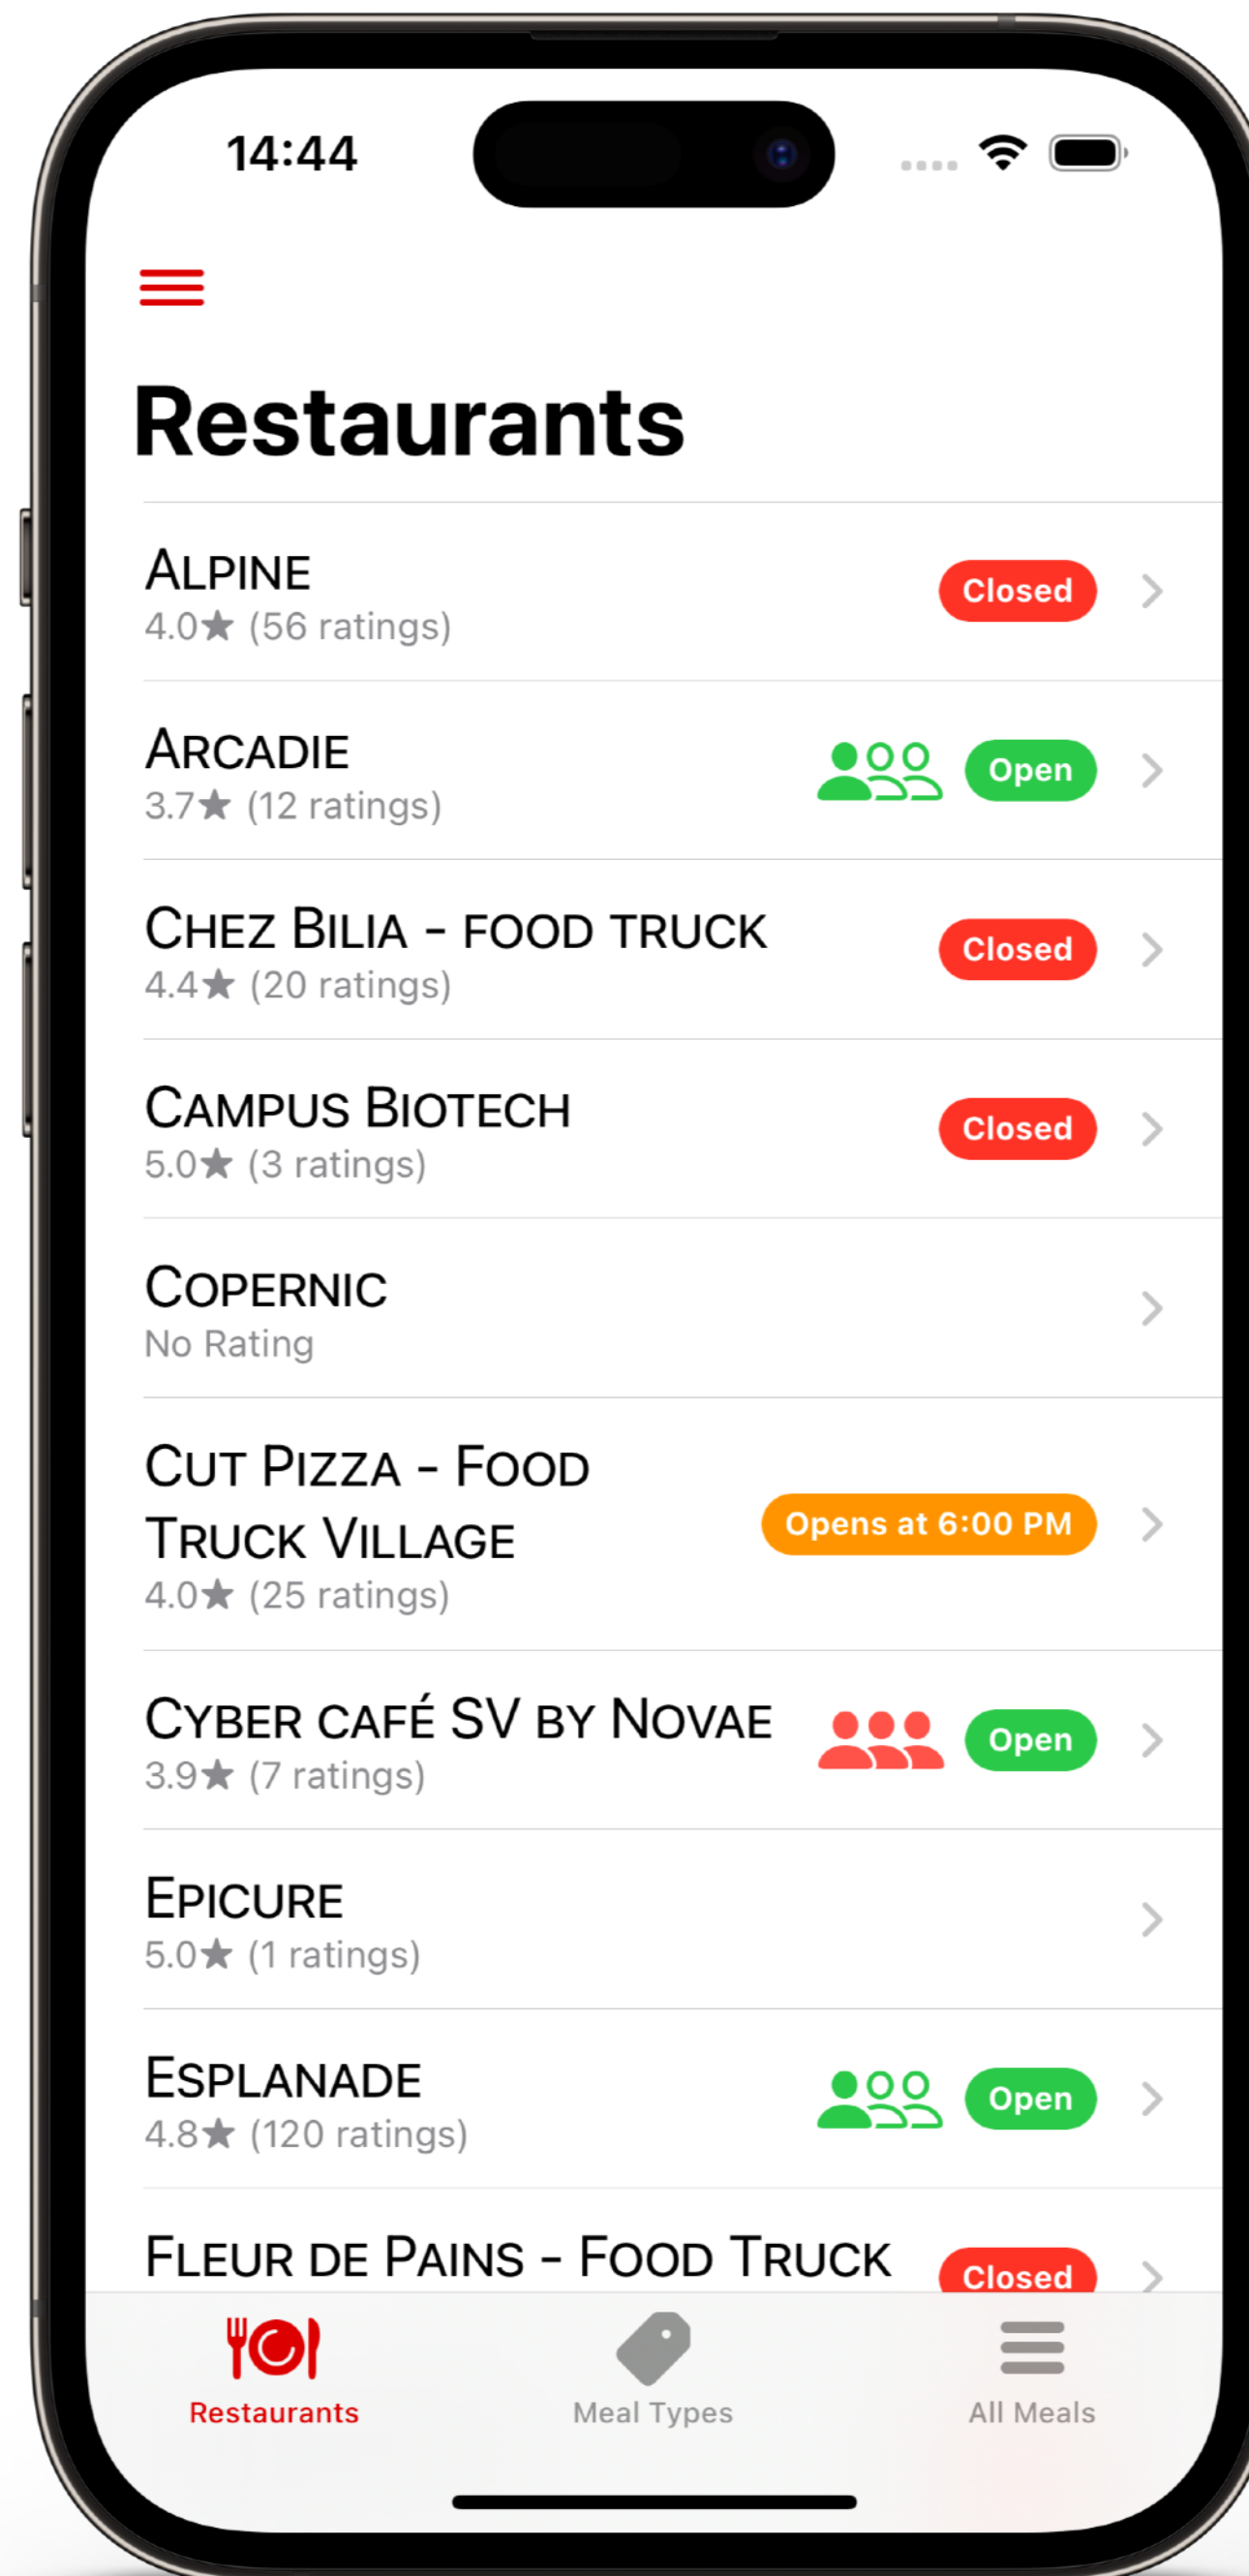 14:44
Restaurants
Alpine
4.0★ (56 ratings)
Closed
Arcadie
3.7★ (12 ratings)
Open
Chez Bilia - food truck
4.4★ (20 ratings)
Closed
Campus Biotech
5.0★ (3 ratings)
Closed
Copernic
No Rating
Cut Pizza - Food
Truck Village
4.0★ (25 ratings)
Opens at 6:00 PM
Cyber café SV by Novae
3.9★ (7 ratings)
Open
Epicure
5.0★ (1 ratings)
Esplanade
4.8★ (120 ratings)
Open
Fleur de Pains - Food Truck
Closed
Restaurants
Meal Types
All Meals